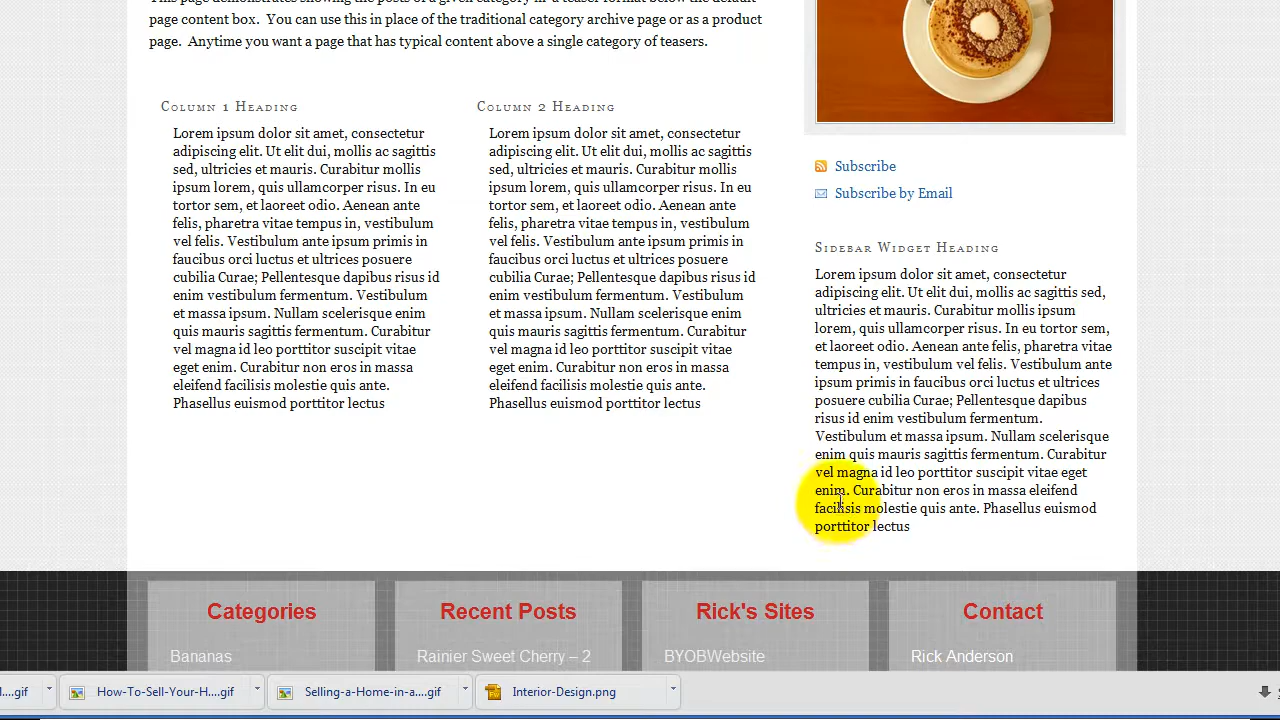 This page demonstrates showing the posts of a given category in a teaser format below the default
page content box.  You can use this in place of the traditional category archive page or as a product
page.  Anytime you want a page that has typical content above a single category of teasers.
Column 1 Heading
Lorem ipsum dolor sit amet, consectetur
adipiscing elit. Ut elit dui, mollis ac sagittis
sed, ultricies et mauris. Curabitur mollis
ipsum lorem, quis ullamcorper risus. In eu
tortor sem, et laoreet odio. Aenean ante
felis, pharetra vitae tempus in, vestibulum
vel felis. Vestibulum ante ipsum primis in
faucibus orci luctus et ultrices posuere
cubilia Curae; Pellentesque dapibus risus id
enim vestibulum fermentum. Vestibulum
et massa ipsum. Nullam scelerisque enim
quis mauris sagittis fermentum. Curabitur
vel magna id leo porttitor suscipit vitae
eget enim. Curabitur non eros in massa
eleifend facilisis molestie quis ante.
Phasellus euismod porttitor lectus
Column 2 Heading
Lorem ipsum dolor sit amet, consectetur
adipiscing elit. Ut elit dui, mollis ac sagittis
sed, ultricies et mauris. Curabitur mollis
ipsum lorem, quis ullamcorper risus. In eu
tortor sem, et laoreet odio. Aenean ante
felis, pharetra vitae tempus in, vestibulum
vel felis. Vestibulum ante ipsum primis in
faucibus orci luctus et ultrices posuere
cubilia Curae; Pellentesque dapibus risus id
enim vestibulum fermentum. Vestibulum
et massa ipsum. Nullam scelerisque enim
quis mauris sagittis fermentum. Curabitur
vel magna id leo porttitor suscipit vitae
eget enim. Curabitur non eros in massa
eleifend facilisis molestie quis ante.
Phasellus euismod porttitor lectus
Subscribe
Subscribe by Email
Sidebar Widget Heading
Lorem ipsum dolor sit amet, consectetur
adipiscing elit. Ut elit dui, mollis ac sagittis sed,
ultricies et mauris. Curabitur mollis ipsum
lorem, quis ullamcorper risus. In eu tortor sem,
et laoreet odio. Aenean ante felis, pharetra vitae
tempus in, vestibulum vel felis. Vestibulum ante
ipsum primis in faucibus orci luctus et ultrices
posuere cubilia Curae; Pellentesque dapibus
risus id enim vestibulum fermentum.
Vestibulum et massa ipsum. Nullam scelerisque
enim quis mauris sagittis fermentum. Curabitur
vel magna id leo porttitor suscipit vitae eget
enim. Curabitur non eros in massa eleifend
facilisis molestie quis ante. Phasellus euismod
porttitor lectus
Categories
Bananas
Recent Posts
Rainier Sweet Cherry – 2
Rick's Sites
BYOBWebsite
Contact
Rick Anderson
....gif
How-To-Sell-Your-H....gif
Selling-a-Home-in-a....gif
Interior-Design.png